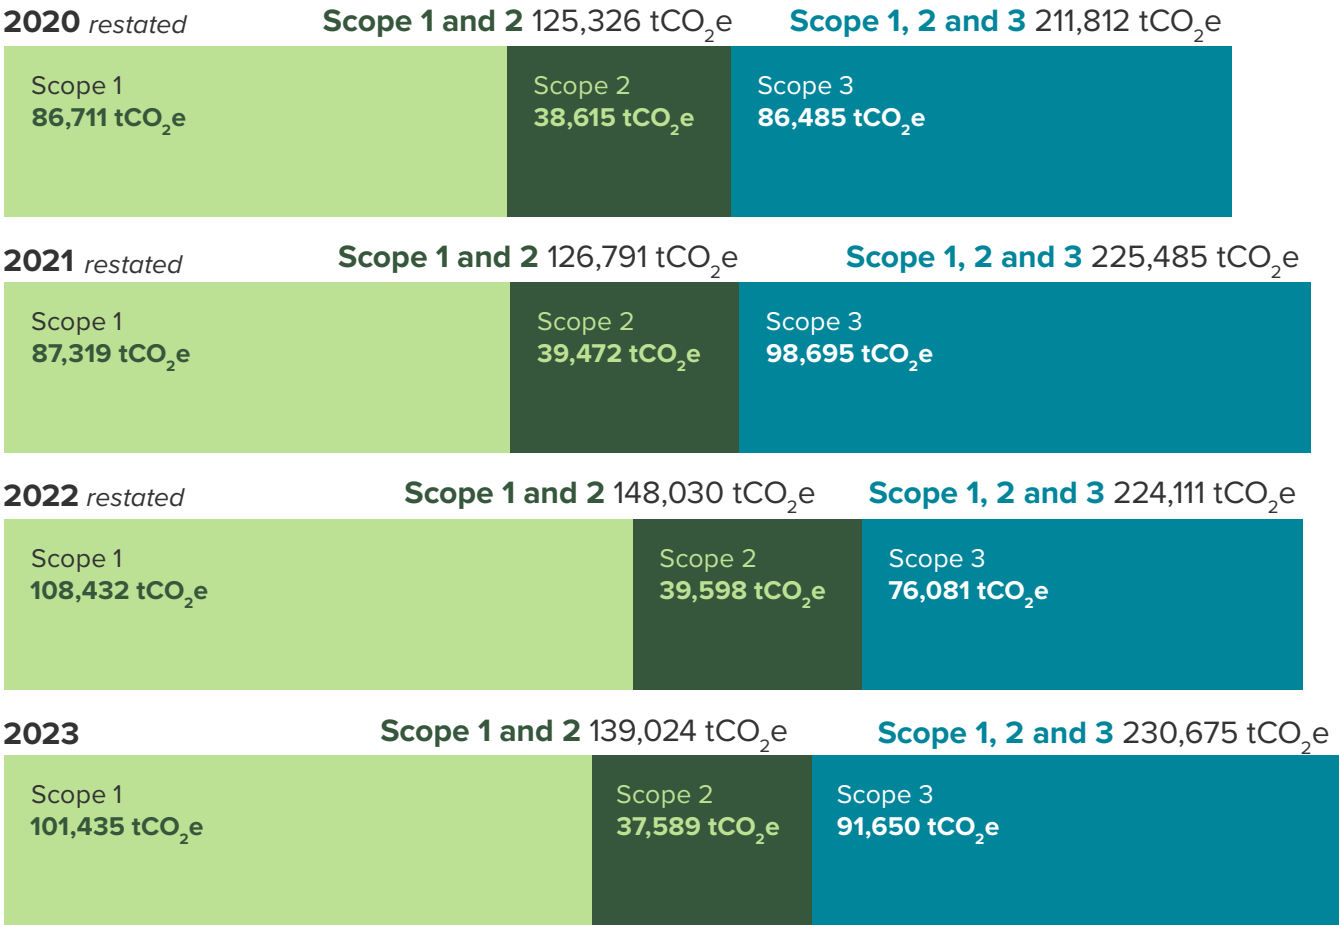 2020 restated Scope 1 and 2 125,326 tCO₂e Scope 1, 2 and 3 211,812 tCO₂e
Scope 1 Scope 2 Scope 3
86,711 tCO₂e 38,615 tCO₂e 86,485 tCO₂e
2021 restated Scope 1 and 2 126,791 tCO₂e Scope 1, 2 and 3 225,485 tCO₂e
Scope 1 Scope 2 Scope 3
87,319 tCO₂e 39,472 tCO₂e 98,695 tCO₂e
2022 restated Scope 1 and 2 148,030 tCO₂e Scope 1, 2 and 3 224,111 tCO₂e
Scope 1 Scope 2 Scope 3
108,432 tCO₂e 39,598 tCO₂e 76,081 tCO₂e
2023 Scope 1 and 2 139,024 tCO₂e Scope 1, 2 and 3 230,675 tCO₂e
Scope 1 Scope 2 Scope 3
101,435 tCO₂e 37,589 tCO₂e 91,650 tCO₂e